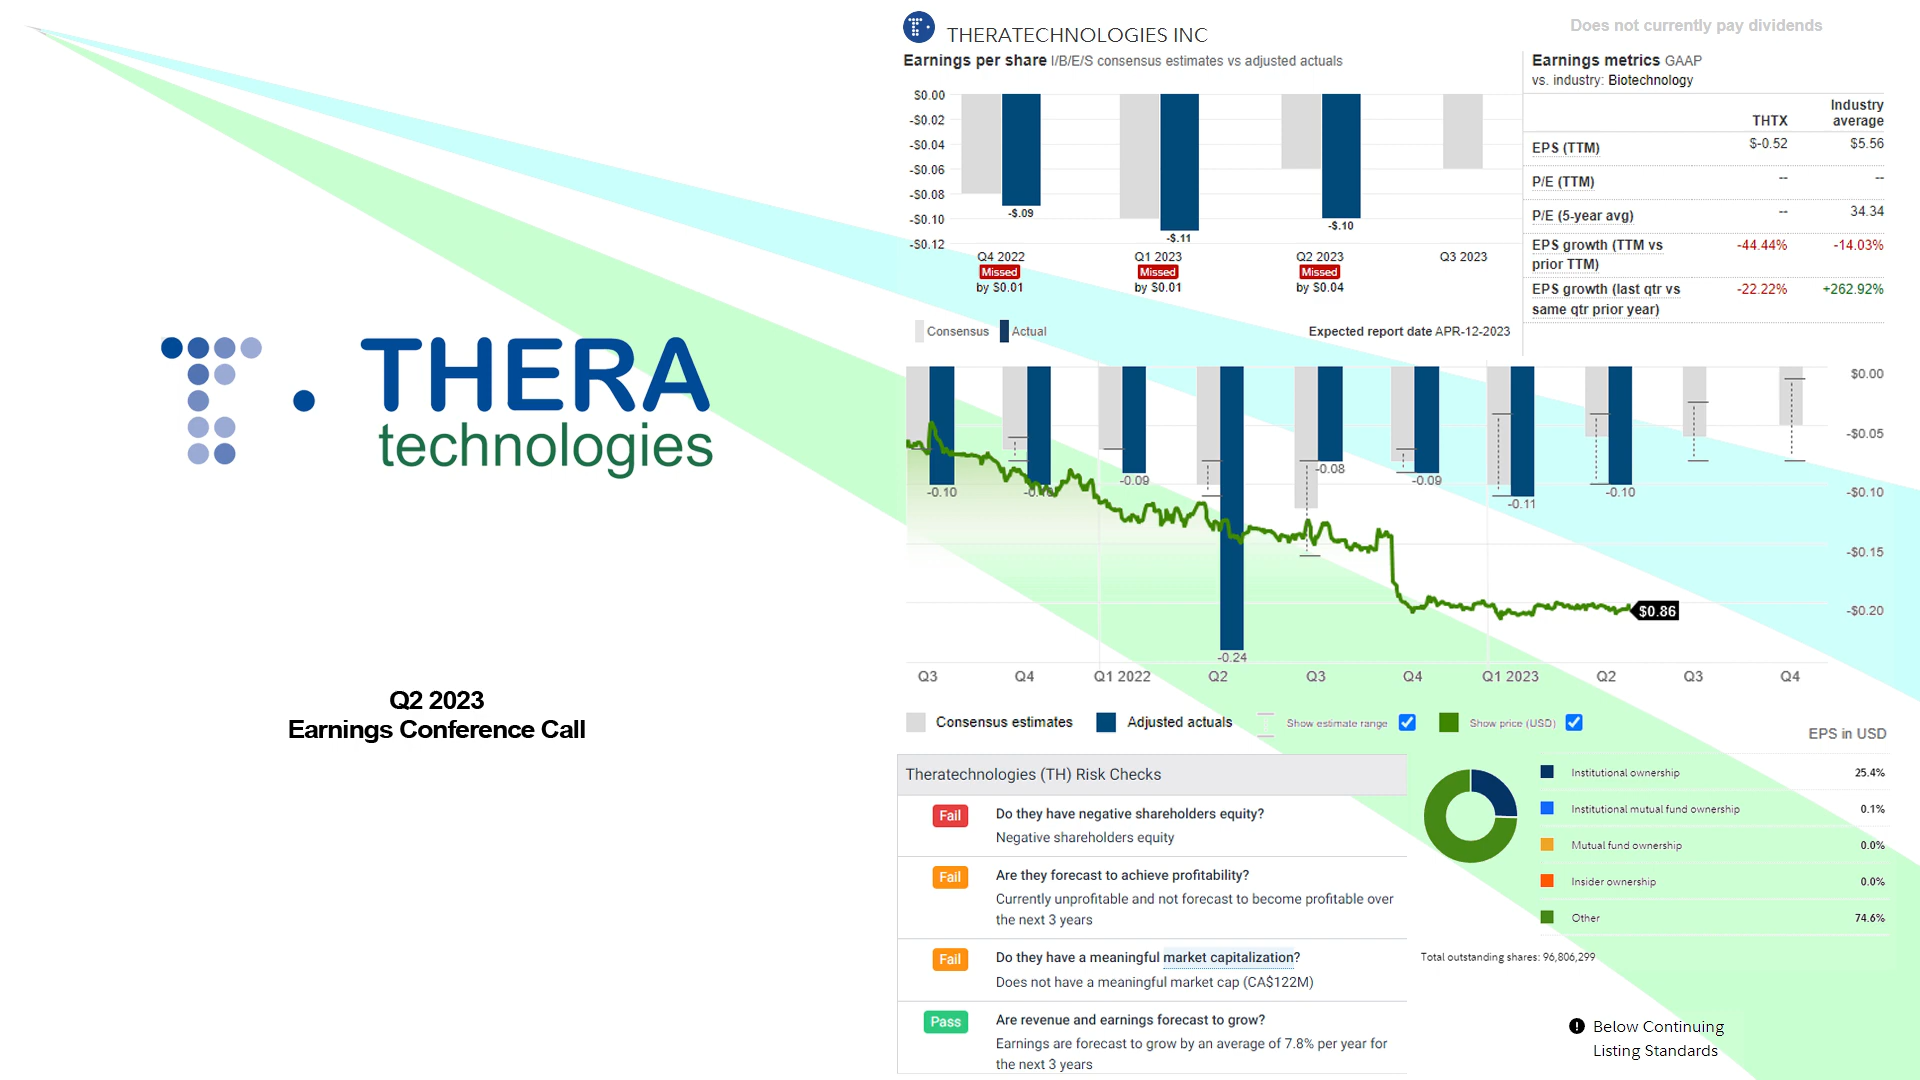 THERA
technologies
Q2 2023
Earnings Conference Call
THERATECHNOLOGIES INC
Does not currently pay dividends
Earnings per share I/B/E/S consensus estimates vs adjusted actuals
$0.00
-$0.02
-$0.04
-$0.06
-$0.08
-$0.10
-$0.12
-$.09
-$.11
-$.10
Q4 2022
Missed
by $0.01
Q1 2023
Missed
by $0.01
Q2 2023
Missed
by $0.04
Q3 2023
Consensus Actual
Expected report date APR-12-2023
Earnings metrics GAAP
vs. industry: Biotechnology
THTX Industry average
EPS (TTM) $-0.52 $5.56
P/E (TTM) -- --
P/E (5-year avg) -- 34.34
EPS growth (TTM vs prior TTM) -44.44% -14.03%
EPS growth (last qtr vs same qtr prior year) -22.22% +262.92%
$0.00
-$0.05
-$0.10
-$0.15
-$0.20
-0.10
-0.09
-0.24
-0.08
-0.09
-0.11
-0.10
$0.86
Q3 Q4 Q1 2022 Q2 Q3 Q4 Q1 2023 Q2 Q3 Q4
Consensus estimates Adjusted actuals Show estimate range Show price (USD)
EPS in USD
Theratechnologies (TH) Risk Checks
Fail Do they have negative shareholders equity?
Negative shareholders equity
Fail Are they forecast to achieve profitability?
Currently unprofitable and not forecast to become profitable over
the next 3 years
Fail Do they have a meaningful market capitalization?
Does not have a meaningful market cap (CA$122M)
Pass Are revenue and earnings forecast to grow?
Earnings are forecast to grow by an average of 7.8% per year for
the next 3 years
Institutional ownership 25.4%
Institutional mutual fund ownership 0.1%
Mutual fund ownership 0.0%
Insider ownership 0.0%
Other 74.6%
Total outstanding shares: 96,806,299
Below Continuing
Listing Standards